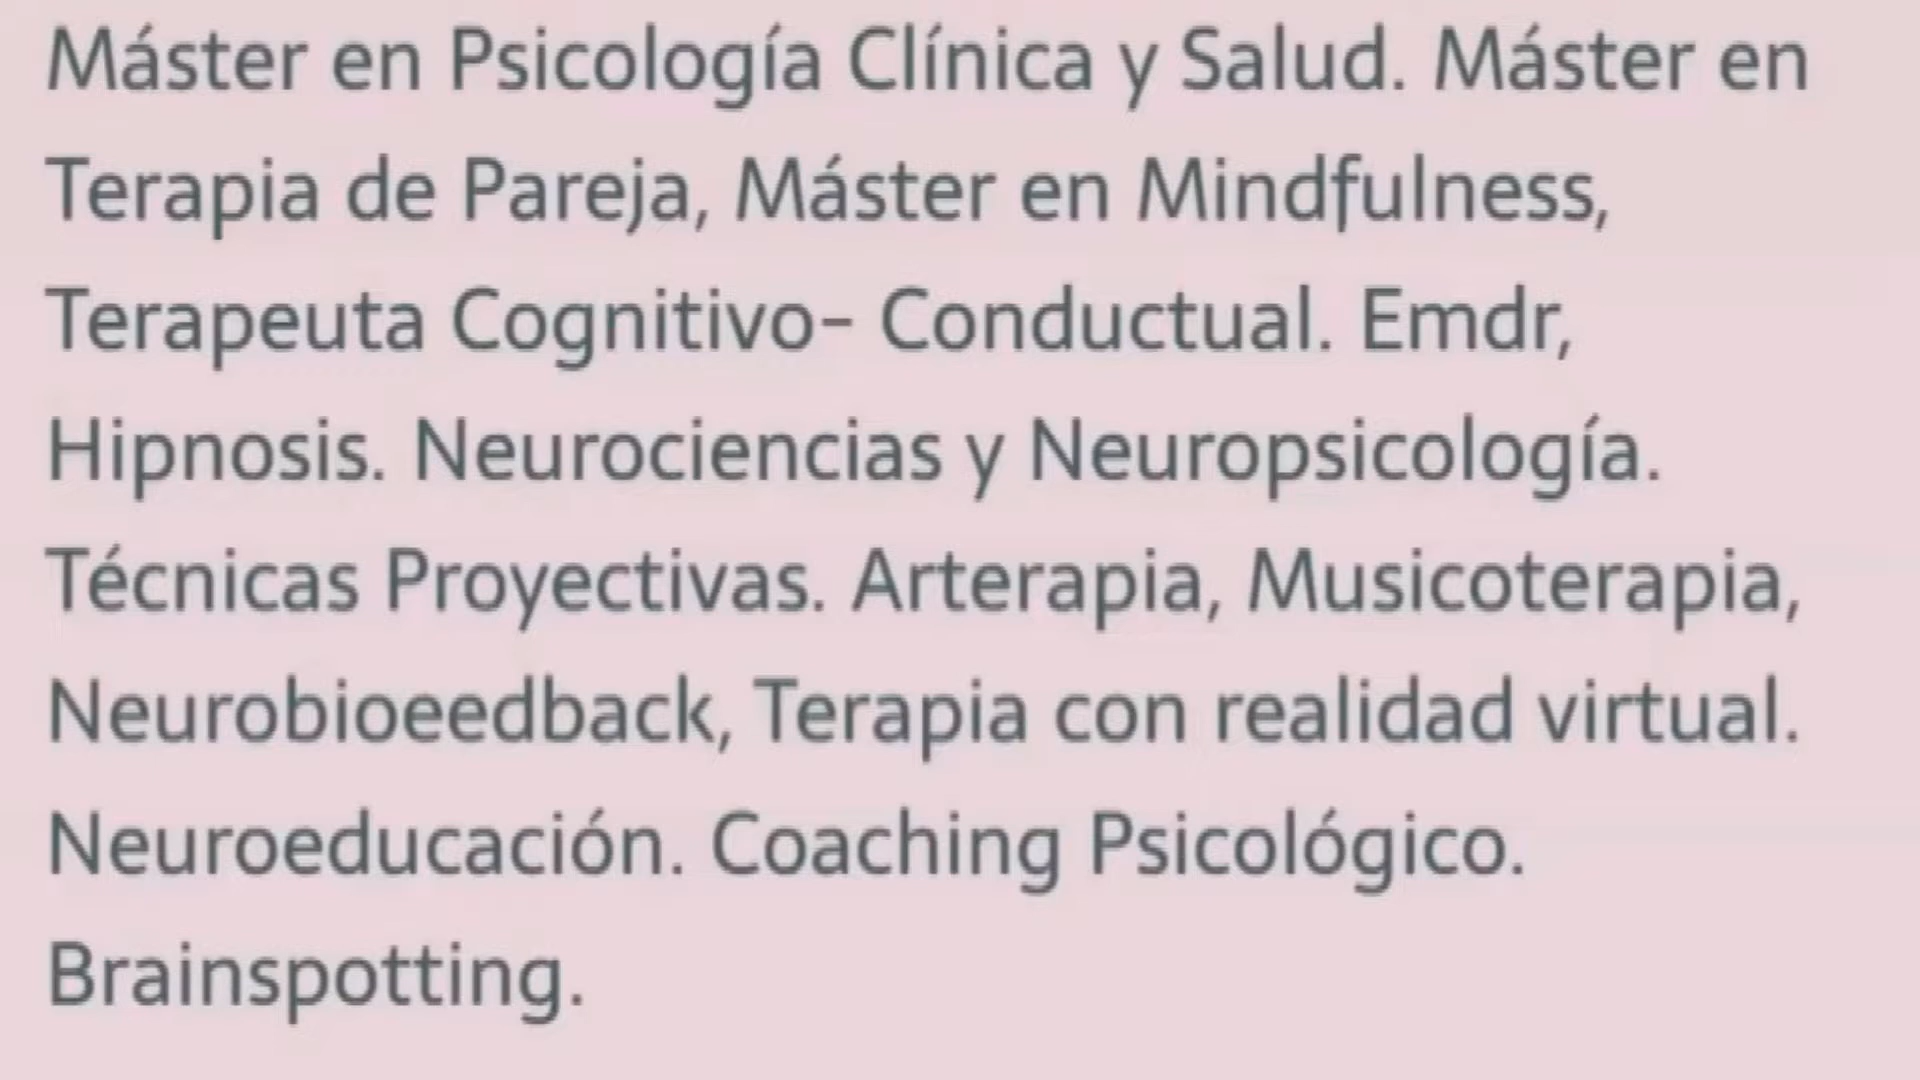 Máster en Psicología Clínica y Salud. Máster en
Terapia de Pareja, Máster en Mindfulness,
Terapeuta Cognitivo- Conductual. Emdr,
Hipnosis. Neurociencias y Neuropsicología.
Técnicas Proyectivas. Arterapia, Musicoterapia,
Neurobioeedback, Terapia con realidad virtual.
Neuroeducación. Coaching Psicológico.
Brainspotting.